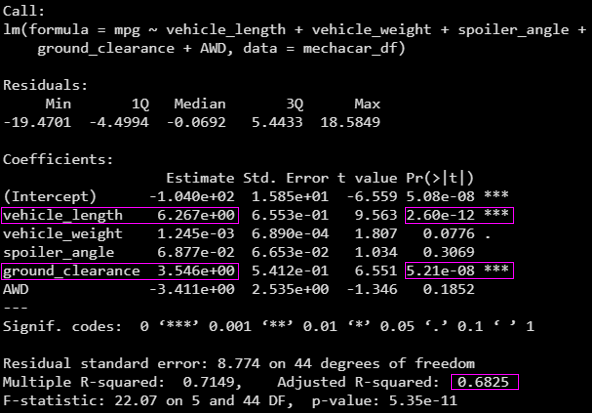 Call:
lm(formula = mpg ~ vehicle_length + vehicle_weight + spoiler_angle +
    ground_clearance + AWD, data = mechacar_df)

Residuals:
     Min       1Q   Median       3Q      Max
-19.4701  -4.4994  -0.0692   5.4433  18.5849

Coefficients:
                   Estimate Std. Error t value Pr(>|t|)
(Intercept)      -1.040e+02  1.585e+01  -6.559 5.08e-08 ***
vehicle_length    6.267e+00  6.553e-01   9.563 2.60e-12 ***
vehicle_weight    1.245e-03  6.890e-04   1.807   0.0776 .
spoiler_angle     6.877e-02  6.653e-02   1.034   0.3069
ground_clearance  3.546e+00  5.412e-01   6.551 5.21e-08 ***
AWD              -3.411e+00  2.535e+00  -1.346   0.1852
---
Signif. codes:  0 ‘***’ 0.001 ‘**’ 0.01 ‘*’ 0.05 ‘.’ 0.1 ‘ ’ 1

Residual standard error: 8.774 on 44 degrees of freedom
Multiple R-squared:  0.7149,    Adjusted R-squared:  0.6825
F-statistic: 22.07 on 5 and 44 DF,  p-value: 5.35e-11